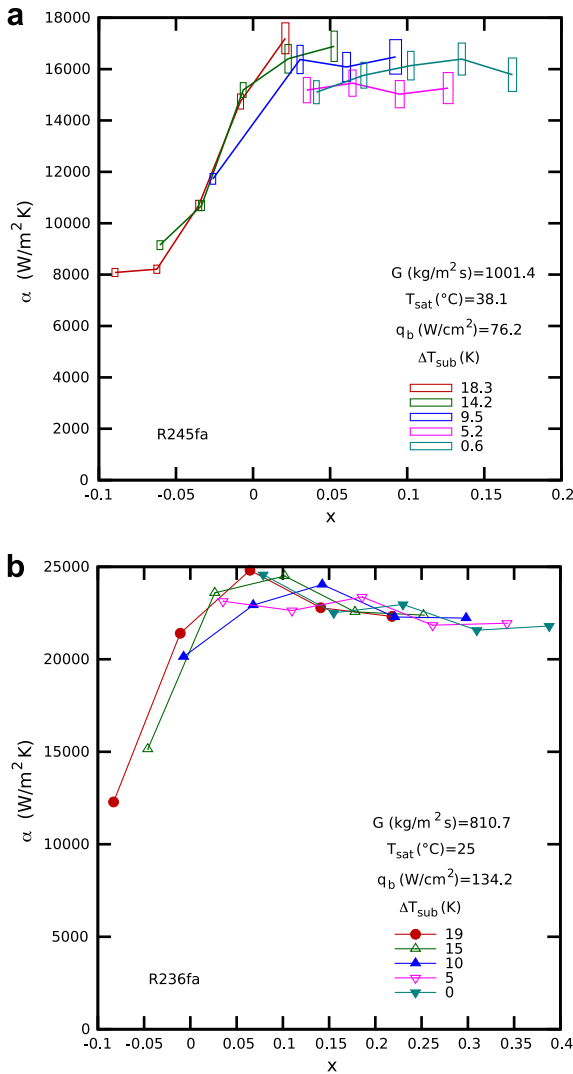 a
18000
16000
14000
12000
10000
8000
6000
4000
2000
0
α (W/m²K)
G (kg/m²s)=1001.4
T_sat (°C)=38.1
q_b (W/cm²)=76.2
ΔT_sub (K)
18.3
14.2
9.5
5.2
0.6
R245fa
-0.1
-0.05
0
0.05
0.1
0.15
0.2
x
b
25000
20000
15000
10000
5000
0
α (W/m²K)
G (kg/m²s)=810.7
T_sat (°C)=25
q_b (W/cm²)=134.2
ΔT_sub (K)
19
15
10
5
0
R236fa
-0.1
-0.05
0
0.05
0.1
0.15
0.2
0.25
0.3
0.35
0.4
x